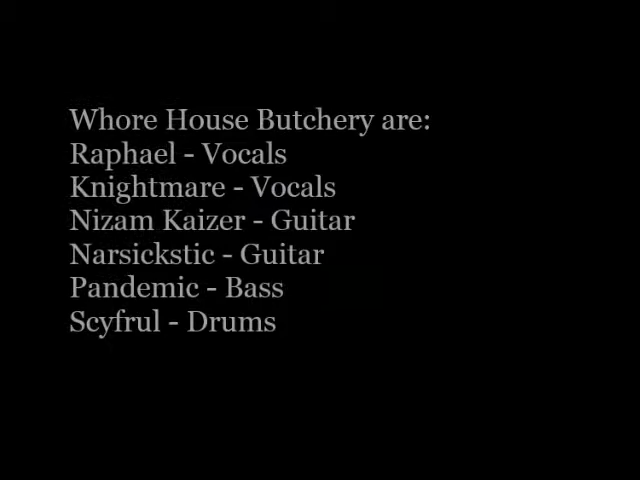 Whore House Butchery are:
Raphael - Vocals
Knightmare - Vocals
Nizam Kaizer - Guitar
Narsickstic - Guitar
Pandemic - Bass
Scyfrul - Drums